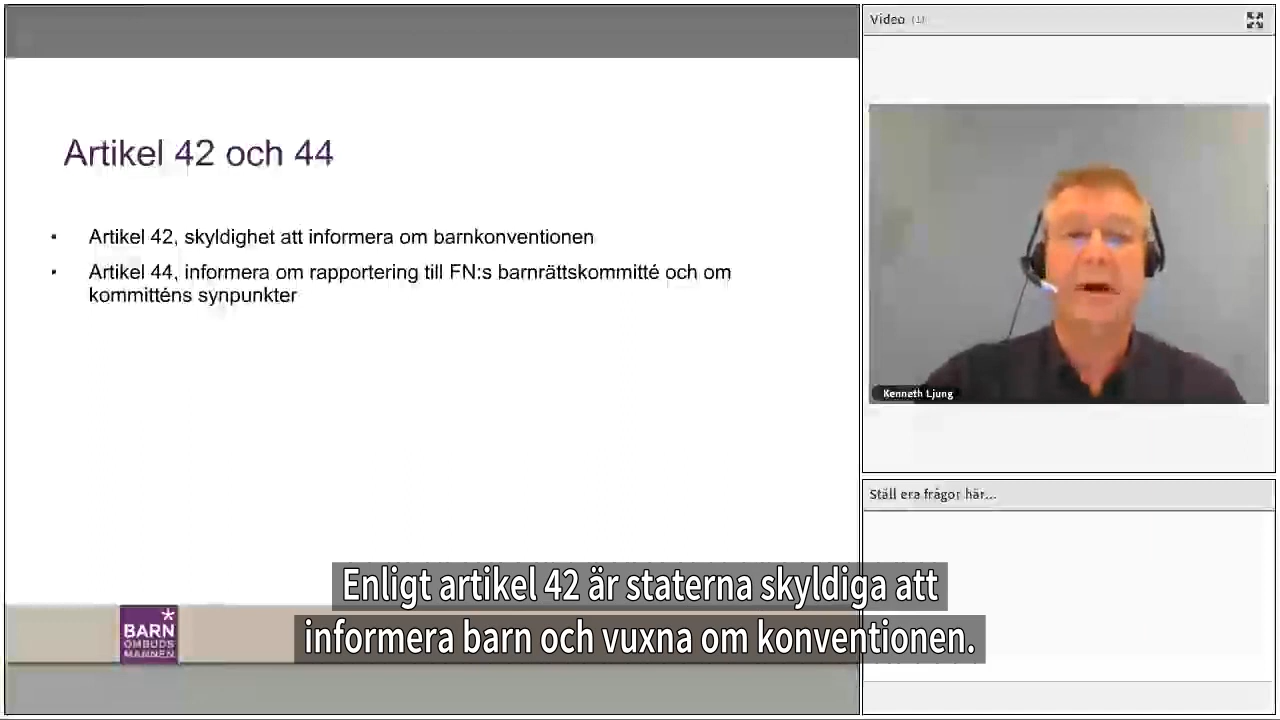 Artikel 42 och 44
Artikel 42, skyldighet att informera om barnkonventionen
Artikel 44, informera om rapportering till FN:s barnrättskommitté och om
kommitténs synpunkter
BARN
OMBUDS
MANNEN
Video (1)
Kenneth Ljung
Ställ era frågor här...
Enligt artikel 42 är staterna skyldiga att
informera barn och vuxna om konventionen.